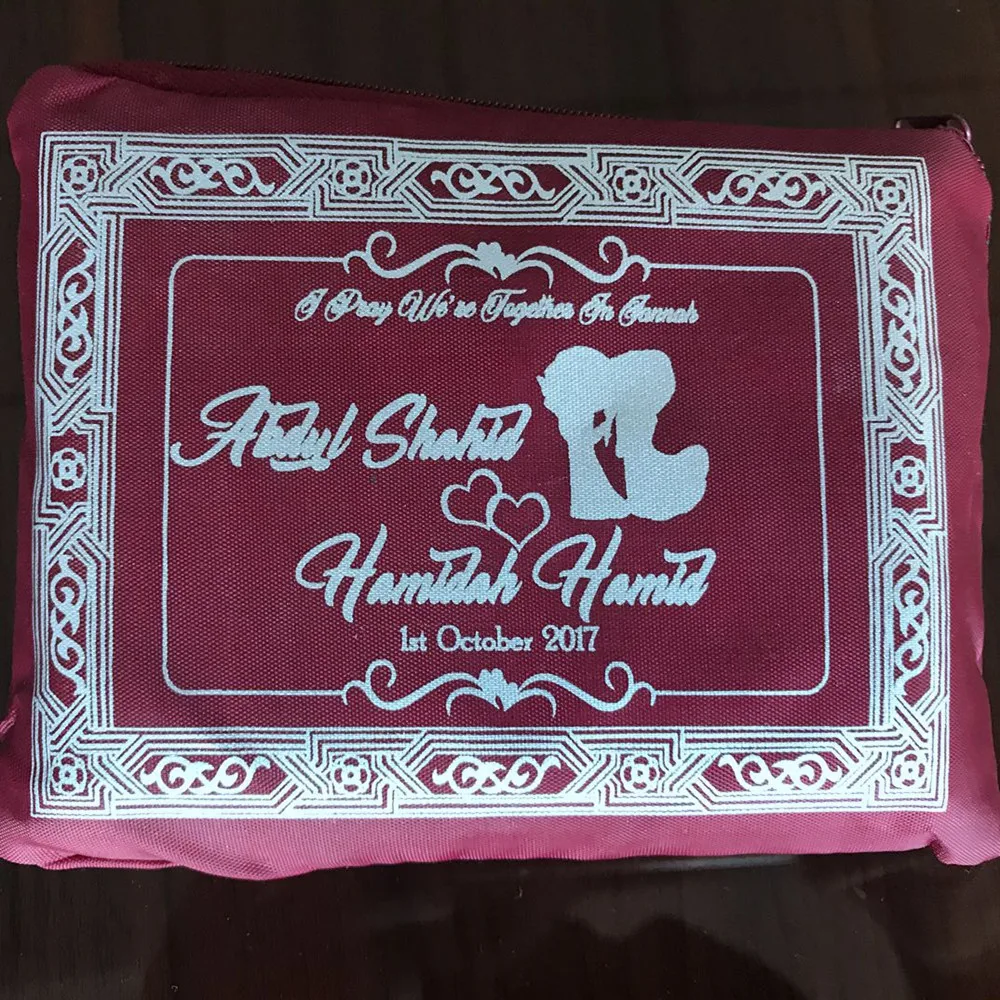 I Pray We're Together In Jannah
Abdul Shahid
Hamidah Hamid
1st October 2017